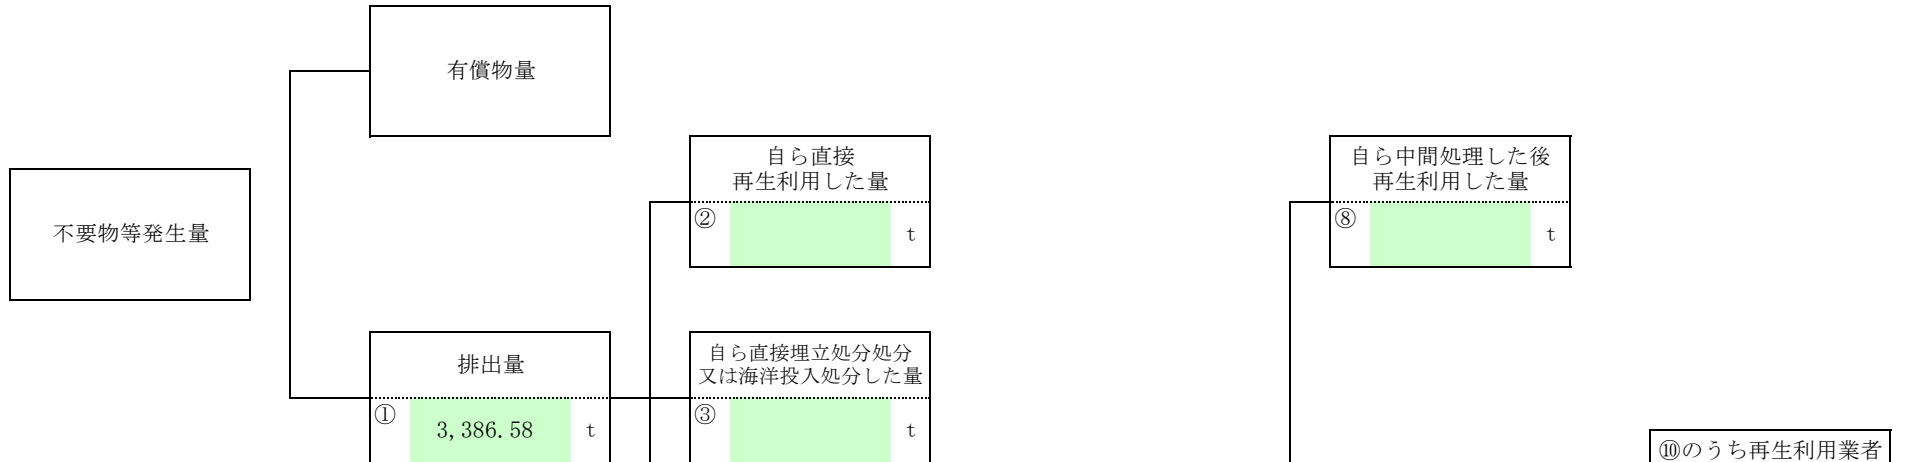 有償物量
不要物等発生量
自ら直接
再生利用した量
② t
自ら中間処理した後
再生利用した量
⑧ t
排出量
① 3,386.58 t
自ら直接埋立処分処分
又は海洋投入処分した量
③ t
⑩のうち再生利用業者